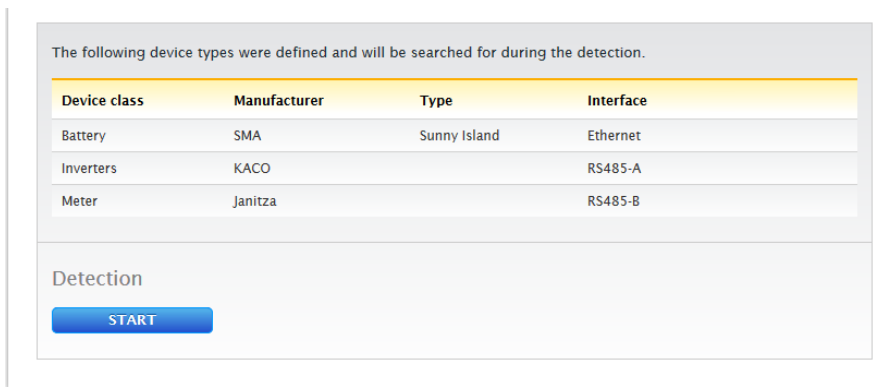 The following device types were defined and will be searched for during the detection.
Device class Manufacturer Type Interface
Battery SMA Sunny Island Ethernet
Inverters KACO RS485-A
Meter Janitza RS485-B
Detection
START